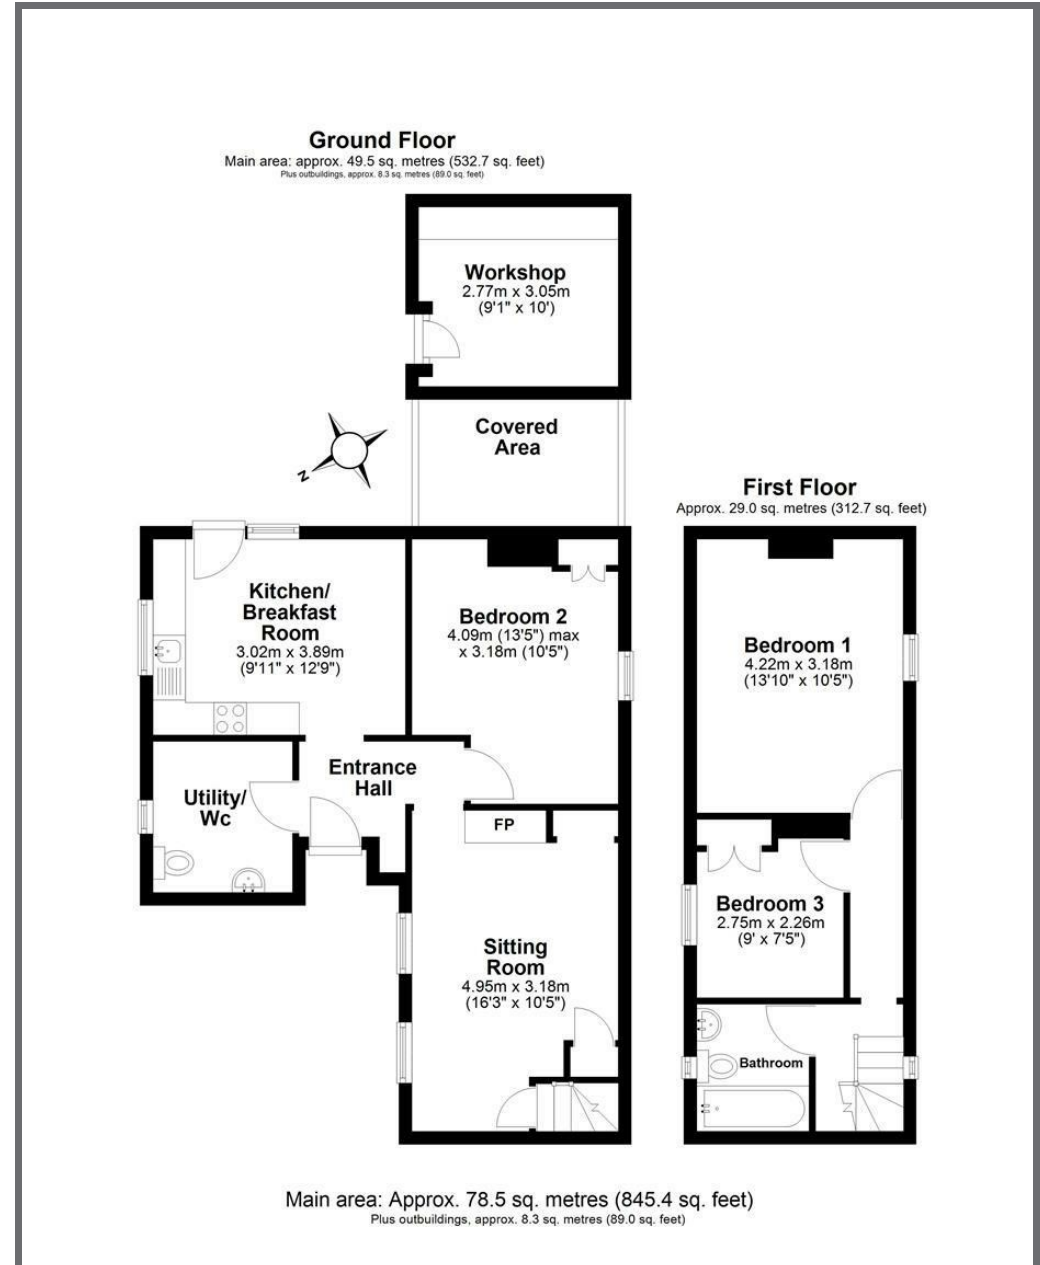 Ground Floor
Main area: approx. 49.5 sq. metres (532.7 sq. feet)
Plus outbuildings, approx. 8.3 sq. metres (89.0 sq. feet)
Workshop
2.77m x 3.05m
(9'1" x 10')
Covered
Area
N
Kitchen/
Breakfast
Room
3.02m x 3.89m
(9'11" x 12'9")
Bedroom 2
4.09m (13'5") max
x 3.18m (10'5")
Entrance
Hall
Utility/
Wc
FP
Sitting
Room
4.95m x 3.18m
(16'3" x 10'5")
First Floor
Approx. 29.0 sq. metres (312.7 sq. feet)
Bedroom 1
4.22m x 3.18m
(13'10" x 10'5")
Bedroom 3
2.75m x 2.26m
(9' x 7'5")
Bathroom
Main area: Approx. 78.5 sq. metres (845.4 sq. feet)
Plus outbuildings, approx. 8.3 sq. metres (89.0 sq. feet)